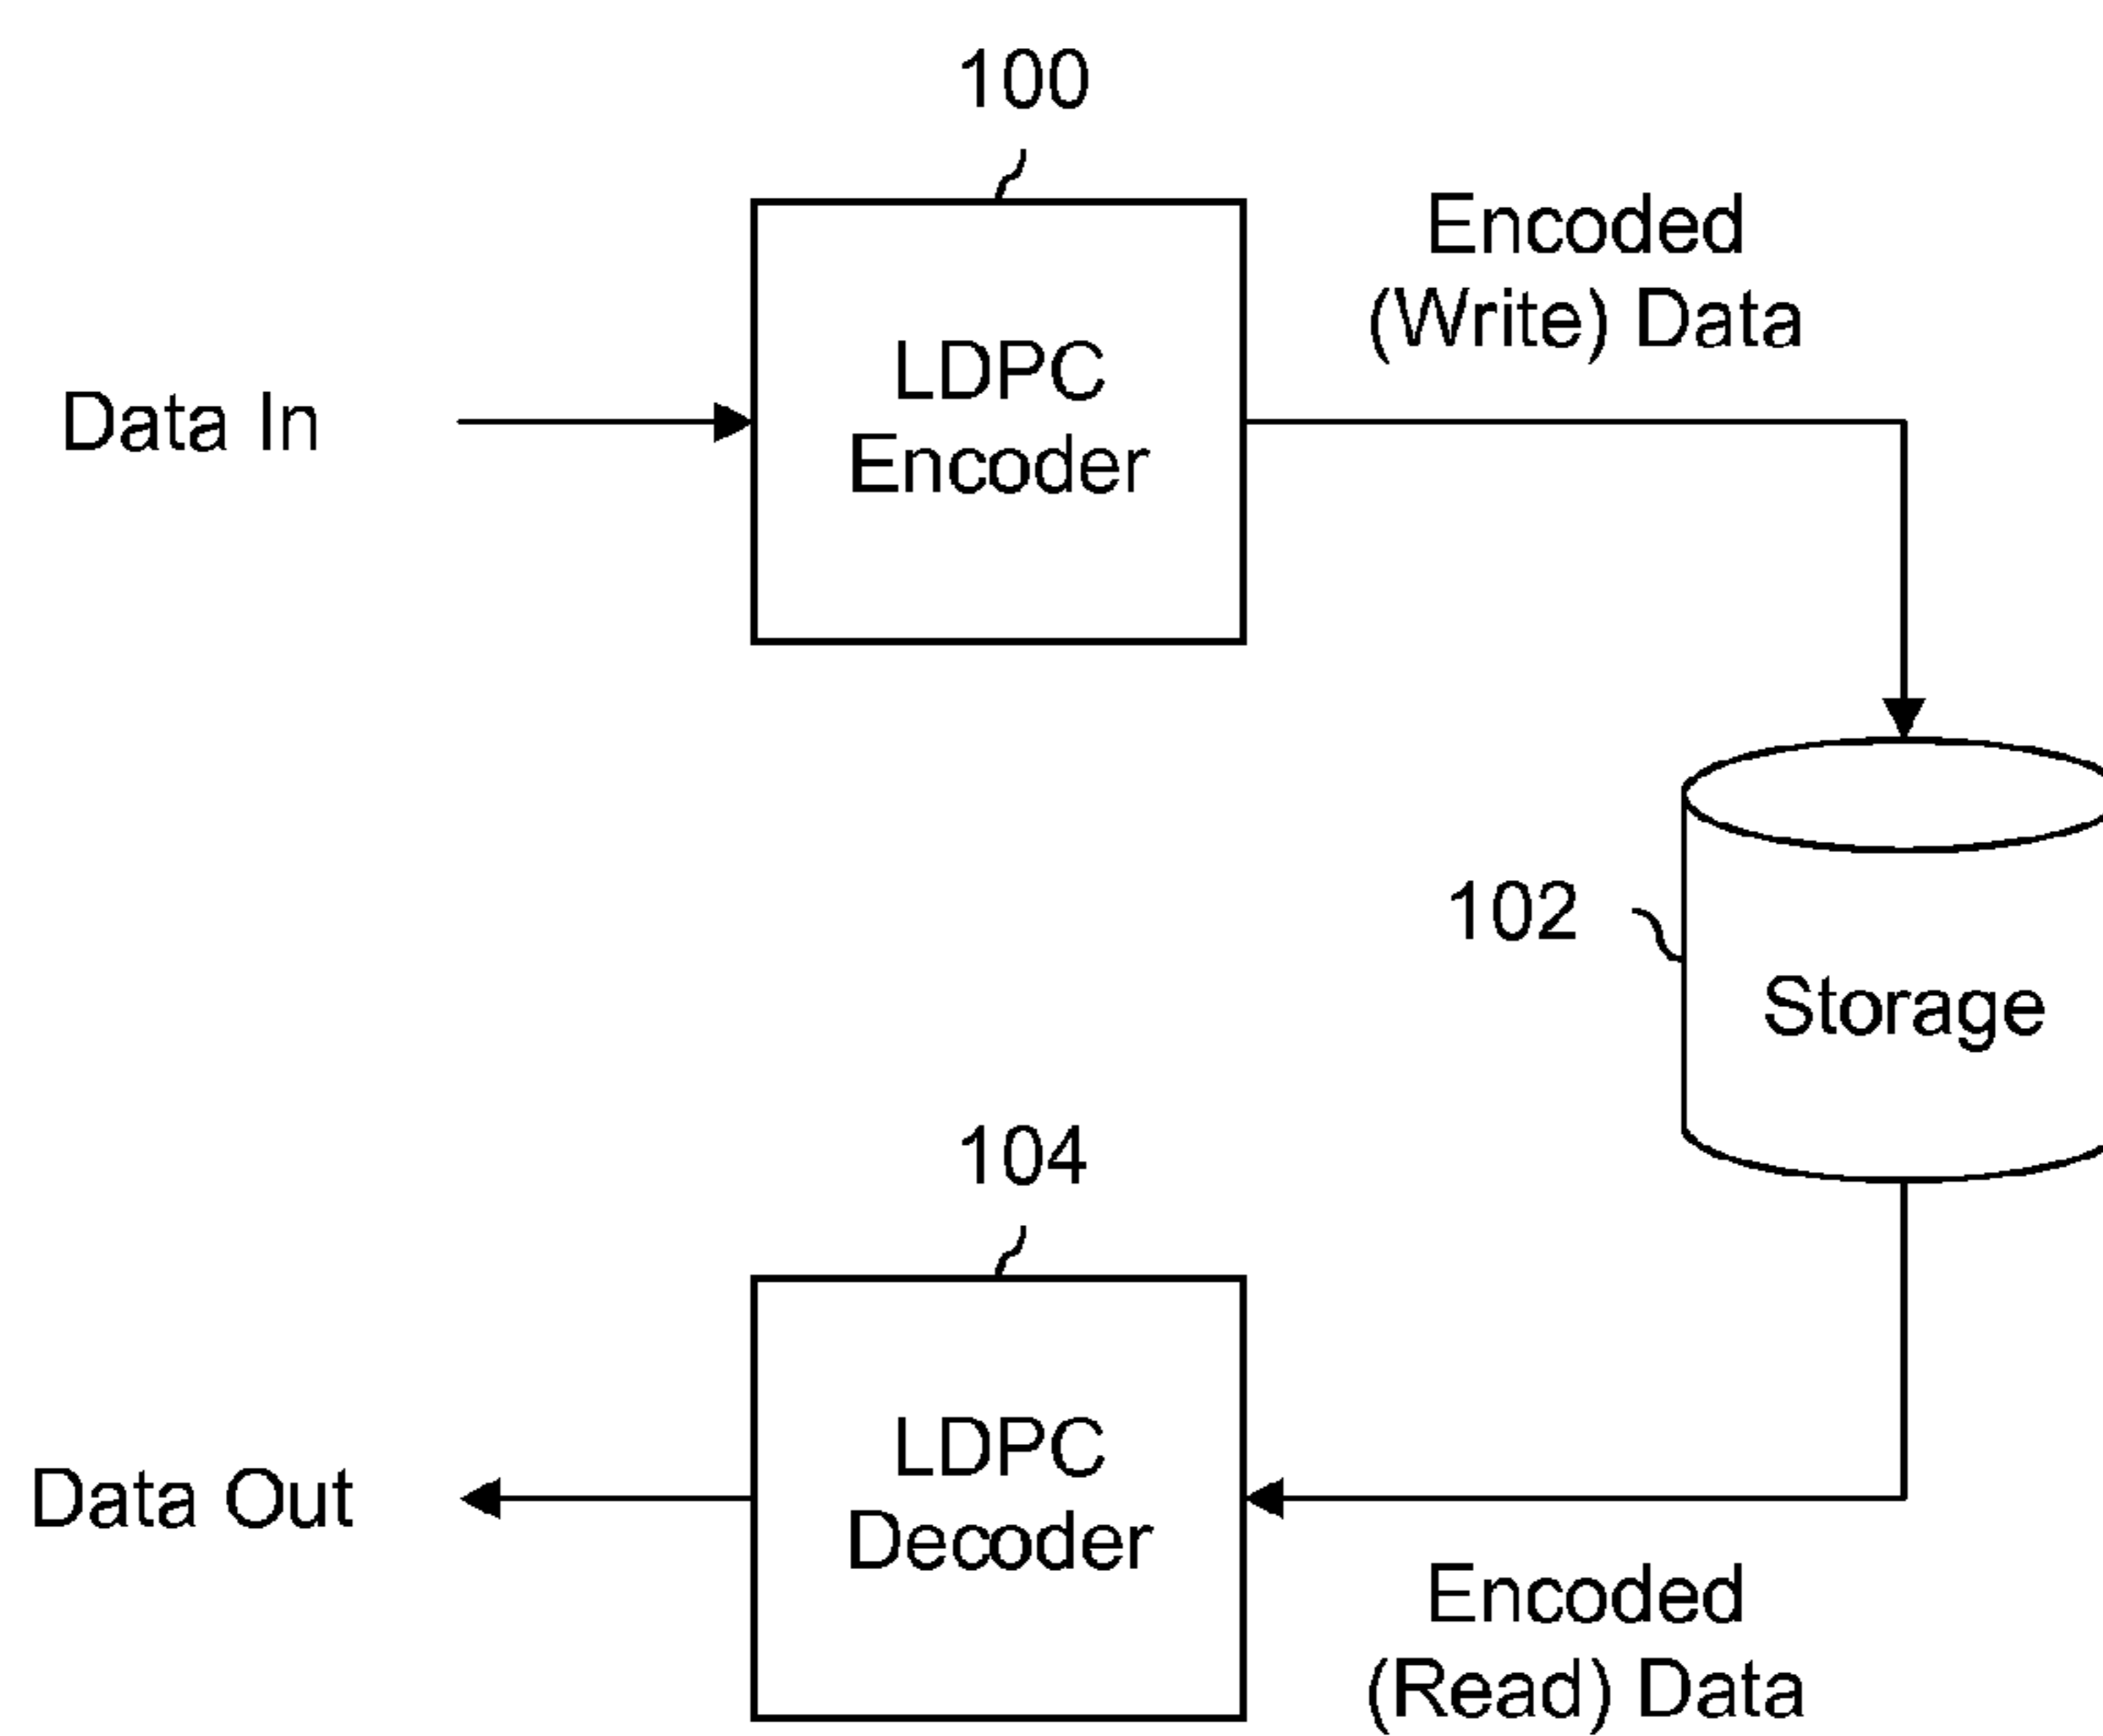 100
Encoded
(Write) Data
LDPC
Encoder
Data In
102
Storage
104
LDPC
Decoder
Data Out
Encoded
(Read) Data